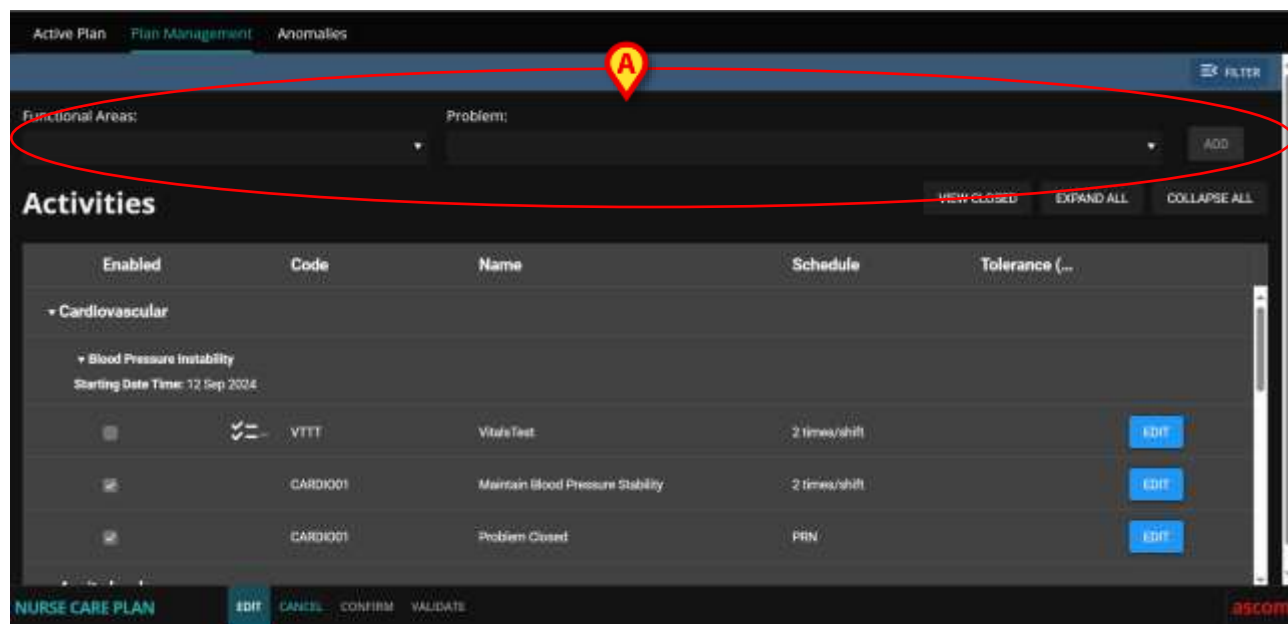 Active Plan Plan Management Anomalies
A
FILTER
Functional Areas: Problem:
ADD
Activities VIEW CLOSED EXPAND ALL COLLAPSE ALL
Enabled Code Name Schedule Tolerance (...
Cardiovascular
Blood Pressure Instability
Starting Date Time: 12 Sep 2024
VTTT VitalsTest 2 times/shift EDIT
CARDIO01 Maintain Blood Pressure Stability 2 times/shift EDIT
CARDIO01 Problem Closed PRN EDIT
NURSE CARE PLAN EDIT CANCEL CONFIRM VALIDATE ascom